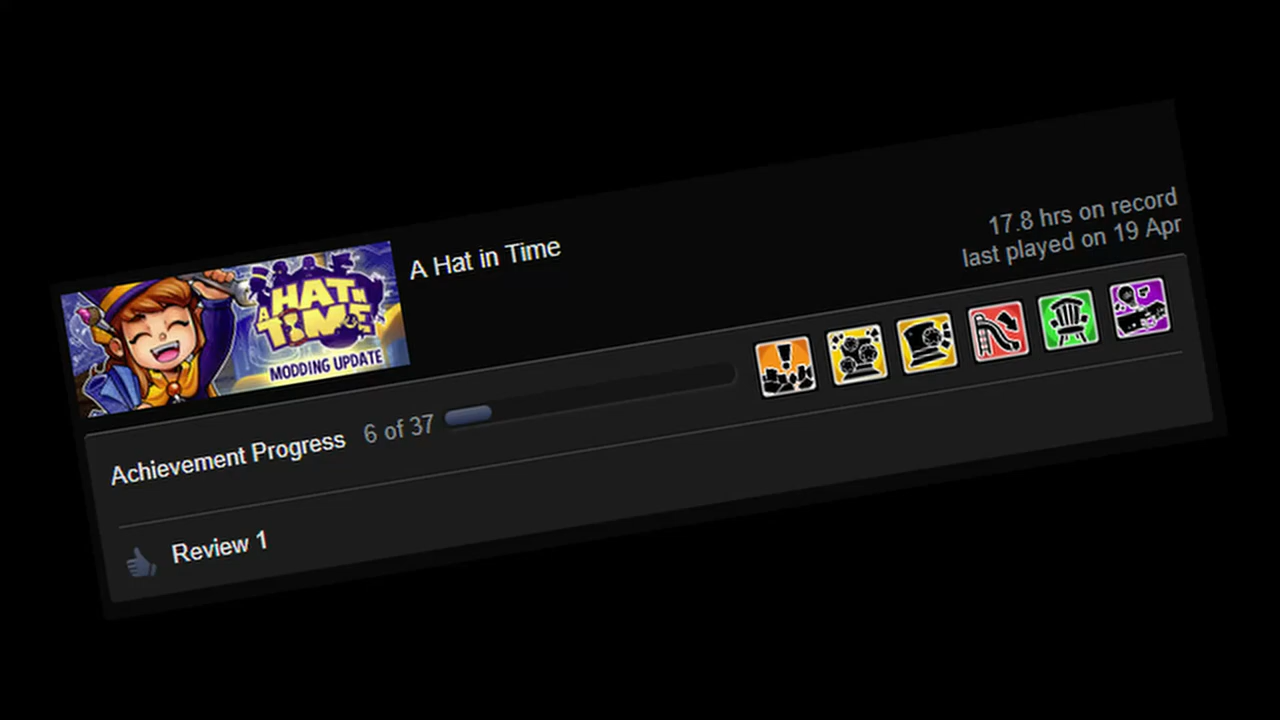 A HAT IN TIME
MODDING UPDATE
A Hat in Time
17.8 hrs on record
last played on 19 Apr
Achievement Progress 6 of 37
Review 1